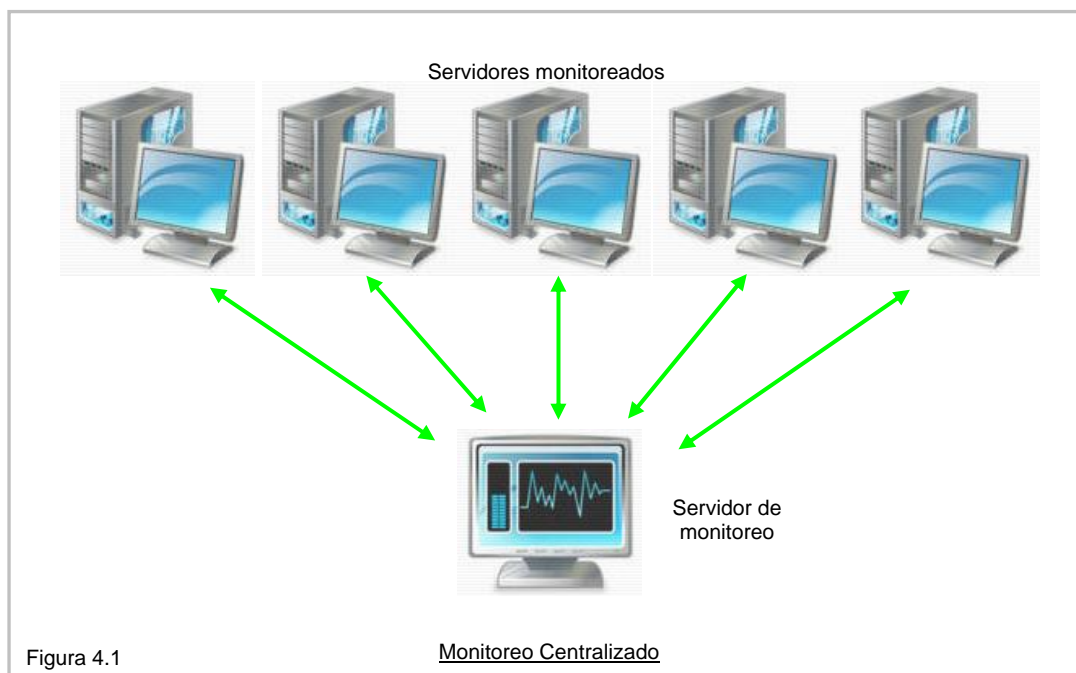 Servidores monitoreados
Servidor de
monitoreo
Figura 4.1
Monitoreo Centralizado